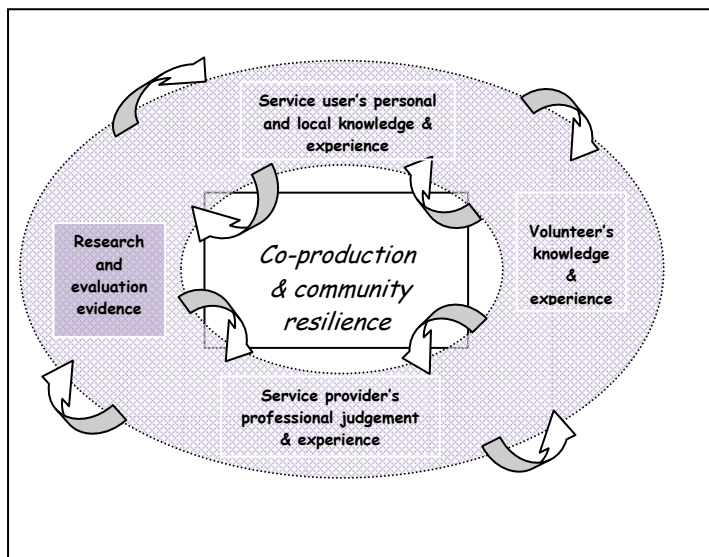 Service user's personal
and local knowledge &
experience
Research
and
evaluation
evidence
Co-production
& community
resilience
Volunteer's
knowledge
&
experience
Service provider's
professional judgement
& experience